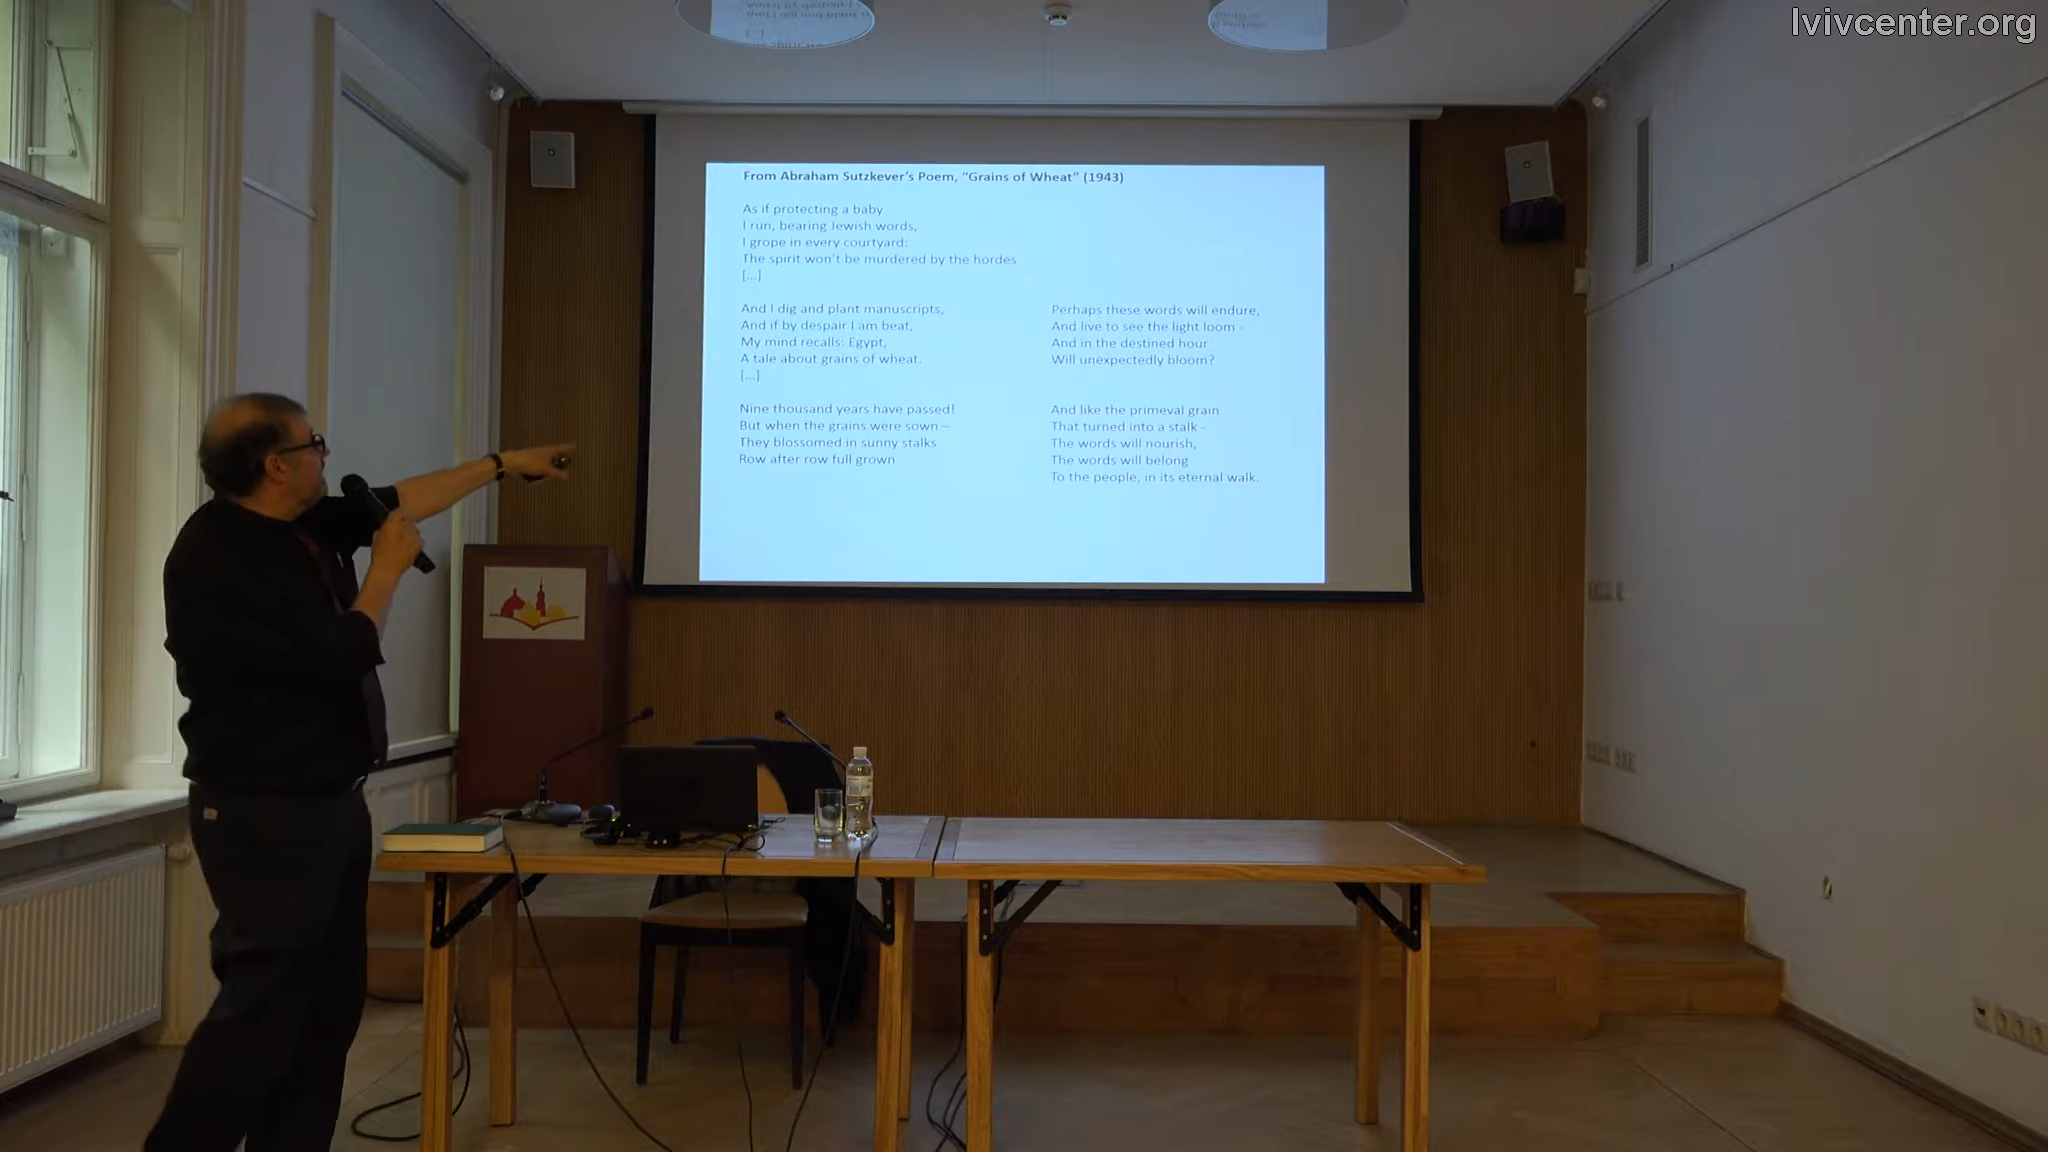 lvivcenter.org
From Abraham Sutzkever's Poem, "Grains of Wheat" (1943)
As if protecting a baby
I run, bearing Jewish words,
I grope in every courtyard:
The spirit won't be murdered by the hordes
[...]
And I dig and plant manuscripts,
And if by despair I am beat,
My mind recalls: Egypt,
A tale about grains of wheat.
[...]
Nine thousand years have passed!
But when the grains were sown –
They blossomed in sunny stalks
Row after row full grown
Perhaps these words will endure,
And live to see the light loom -
And in the destined hour
Will unexpectedly bloom?
And like the primeval grain
That turned into a stalk -
The words will nourish,
The words will belong
To the people, in its eternal walk.